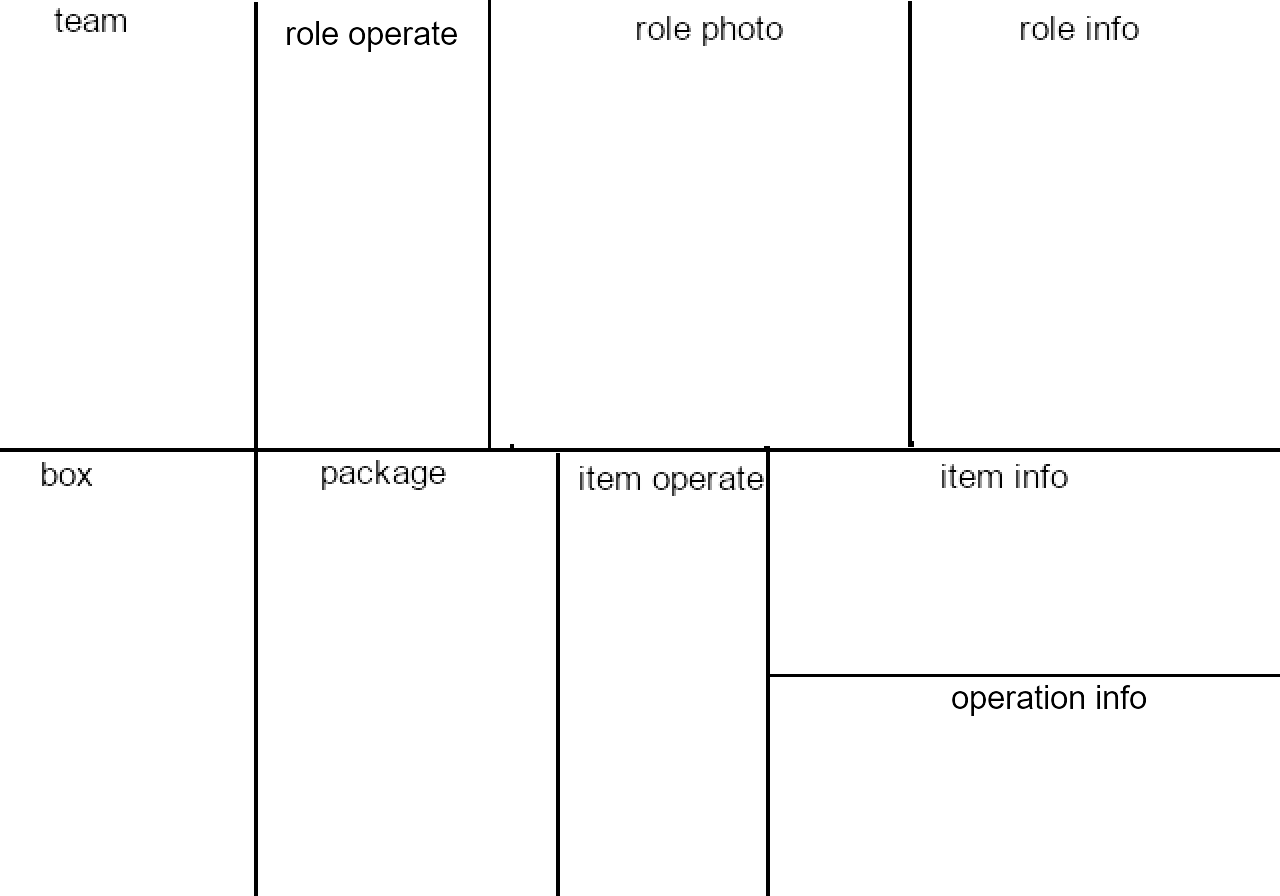 team
role operate
role photo
role info
box
package
item operate
item info
operation info